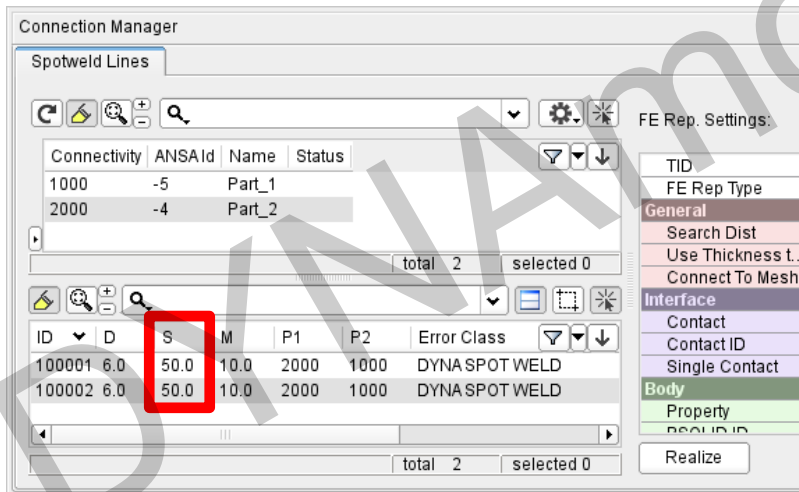 Connection Manager
Spotweld Lines
FE Rep. Settings:
Connectivity ANSA Id Name Status
1000 -5 Part_1
2000 -4 Part_2
total 2 selected 0
ID D S M P1 P2 Error Class
100001 6.0 50.0 10.0 2000 1000 DYNA SPOT WELD
100002 6.0 50.0 10.0 2000 1000 DYNA SPOT WELD
total 2 selected 0
TID
FE Rep Type
General
Search Dist
Use Thickness t..
Connect To Mesh
Interface
Contact
Contact ID
Single Contact
Body
Property
PSOLID ID
Realize
DYNAmo